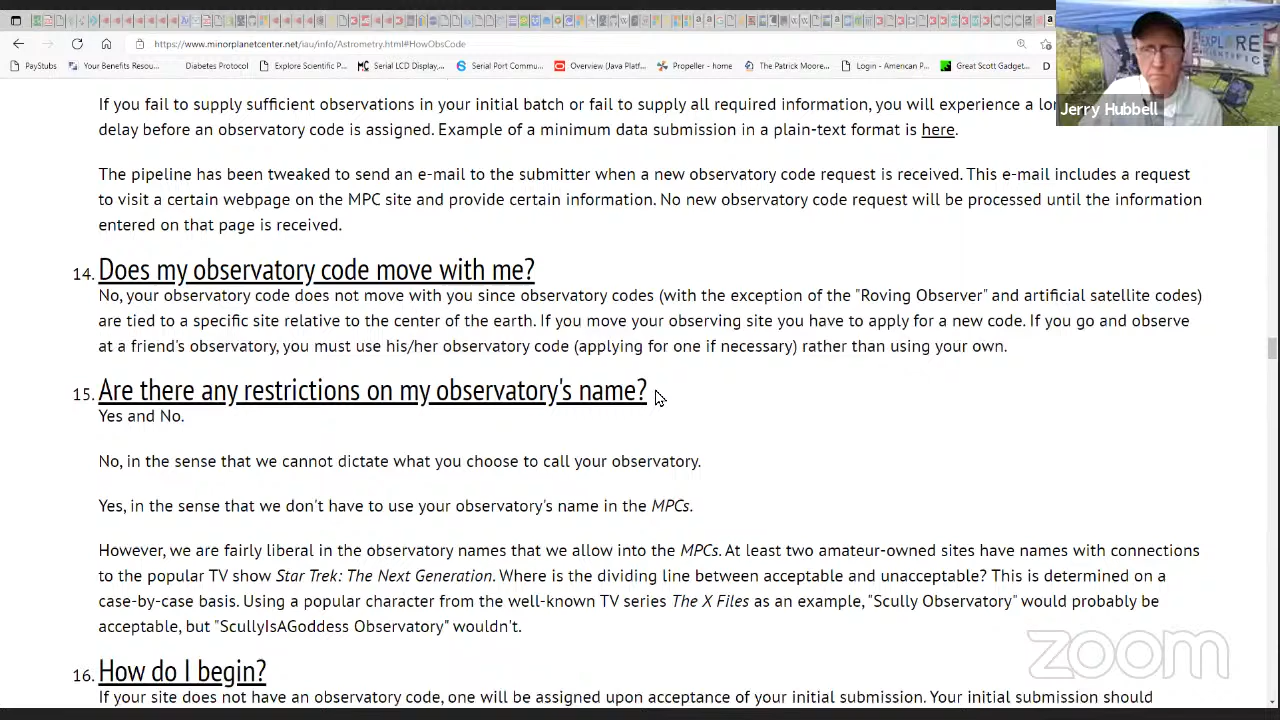 https://www.minorplanetcenter.net/iau/info/Astrometry.html#HowObsCode
PayStubs
Your Benefits Resou...
Diabetes Protocol
Explore Scientific P...
Serial LCD Display,...
Serial Port Commu...
Overview (Java Platf...
Propeller - home
The Patrick Moore...
Login - American P...
Great Scott Gadget...
D
EXPLORE
SCIENTIFIC
Jerry Hubbell
If you fail to supply sufficient observations in your initial batch or fail to supply all required information, you will experience a
delay before an observatory code is assigned. Example of a minimum data submission in a plain-text format is here.
The pipeline has been tweaked to send an e-mail to the submitter when a new observatory code request is received. This e-mail includes a request
to visit a certain webpage on the MPC site and provide certain information. No new observatory code request will be processed until the information
entered on that page is received.
14. Does my observatory code move with me?
No, your observatory code does not move with you since observatory codes (with the exception of the "Roving Observer" and artificial satellite codes)
are tied to a specific site relative to the center of the earth. If you move your observing site you have to apply for a new code. If you go and observe
at a friend's observatory, you must use his/her observatory code (applying for one if necessary) rather than using your own.
15. Are there any restrictions on my observatory's name?
Yes and No.
No, in the sense that we cannot dictate what you choose to call your observatory.
Yes, in the sense that we don't have to use your observatory's name in the MPCs.
However, we are fairly liberal in the observatory names that we allow into the MPCs. At least two amateur-owned sites have names with connections
to the popular TV show Star Trek: The Next Generation. Where is the dividing line between acceptable and unacceptable? This is determined on a
case-by-case basis. Using a popular character from the well-known TV series The X Files as an example, "Scully Observatory" would probably be
acceptable, but "ScullyIsAGoddess Observatory" wouldn't.
zoom
16. How do I begin?
If your site does not have an observatory code, one will be assigned upon acceptance of your initial submission. Your initial submission should